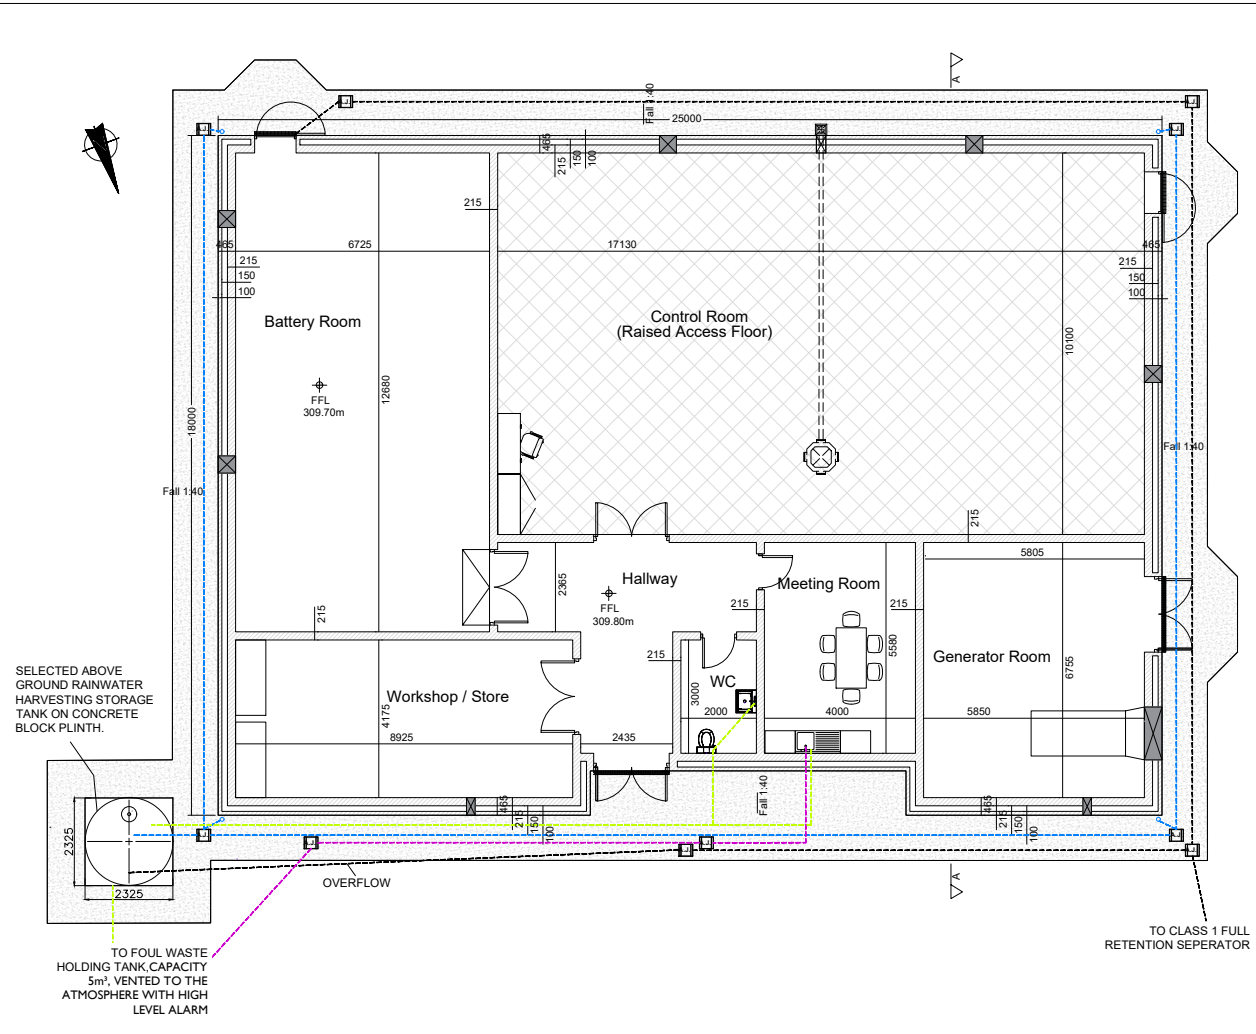 A
Fall 1:40
25000
465
215
150
100
215
465
6725
17130
465
215
150
100
215
150
100
Battery Room
Control Room
(Raised Access Floor)
10100
12680
FFL
309.70m
18000
Fall 1:40
Fall 1:40
215
5805
2365
Hallway
Meeting Room
FFL
309.80m
215
215
215
5580
215
Generator Room
6755
SELECTED ABOVE
GROUND RAINWATER
HARVESTING STORAGE
TANK ON CONCRETE
BLOCK PLINTH.
Workshop / Store
4175
8925
2435
WC
3000
2000
4000
5850
Fall 1:40
465
215
150
100
465
215
150
100
2325
2325
OVERFLOW
A
TO FOUL WASTE
HOLDING TANK,CAPACITY
5m³, VENTED TO THE
ATMOSPHERE WITH HIGH
LEVEL ALARM
TO CLASS 1 FULL
RETENTION SEPERATOR